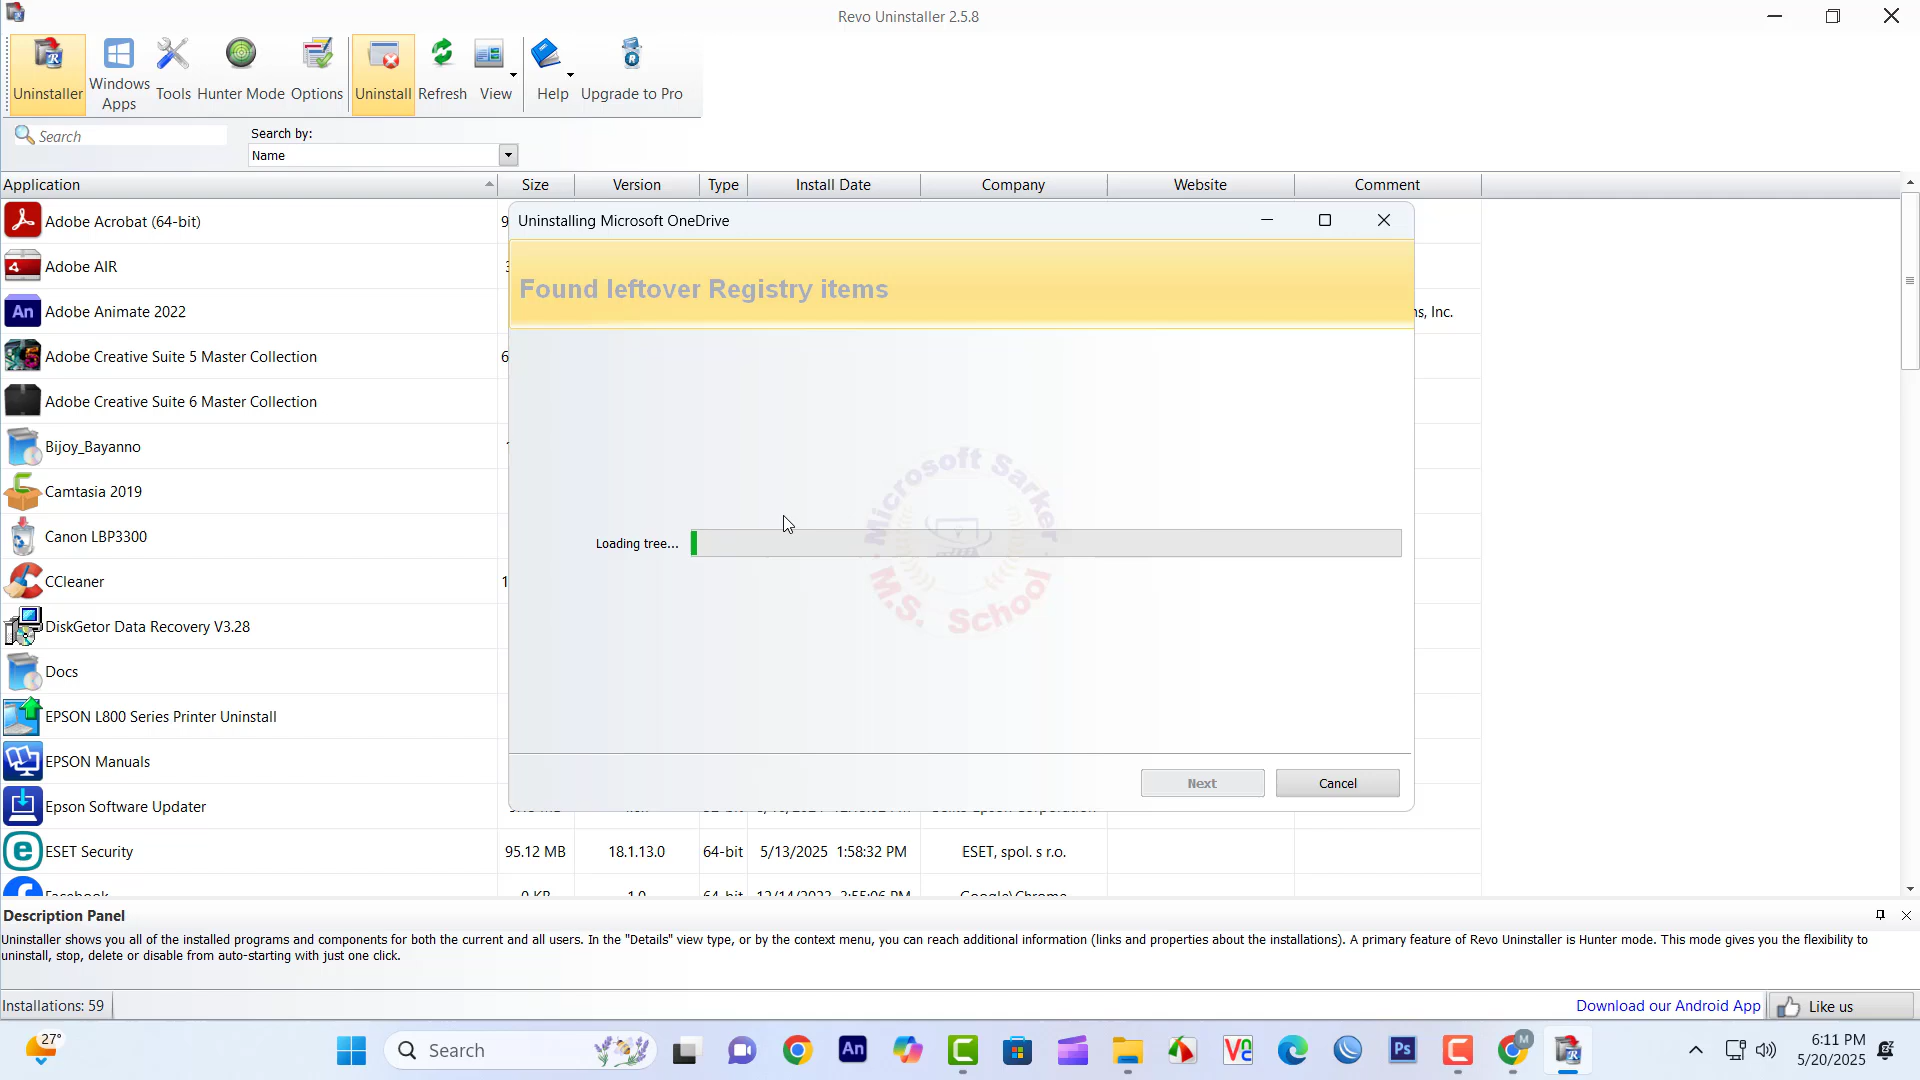 Revo Uninstaller 2.5.8
Uninstaller
Windows Apps
Tools
Hunter Mode
Options
Uninstall
Refresh
View
Help
Upgrade to Pro
Search
Search by:
Name
Application Size Version Type Install Date Company Website Comment
Adobe Acrobat (64-bit)
Adobe AIR
Adobe Animate 2022
Adobe Creative Suite 5 Master Collection
Adobe Creative Suite 6 Master Collection
Bijoy_Bayanno
Camtasia 2019
Canon LBP3300
CCleaner
DiskGetor Data Recovery V3.28
Docs
EPSON L800 Series Printer Uninstall
EPSON Manuals
Epson Software Updater
ESET Security 95.12 MB 18.1.13.0 64-bit 5/13/2025 1:58:32 PM ESET, spol. s r.o.
Inc.
Uninstalling Microsoft OneDrive
Found leftover Registry items
Loading tree...
Microsoft Sarker
M.S. School
Next
Cancel
Description Panel
Uninstaller shows you all of the installed programs and components for both the current and all users. In the "Details" view type, or by the context menu, you can reach additional information (links and properties about the installations). A primary feature of Revo Uninstaller is Hunter mode. This mode gives you the flexibility to
uninstall, stop, delete or disable from auto-starting with just one click.
Installations: 59
Download our Android App
Like us
27°
Search
An
VC
Ps
M
6:11 PM
5/20/2025